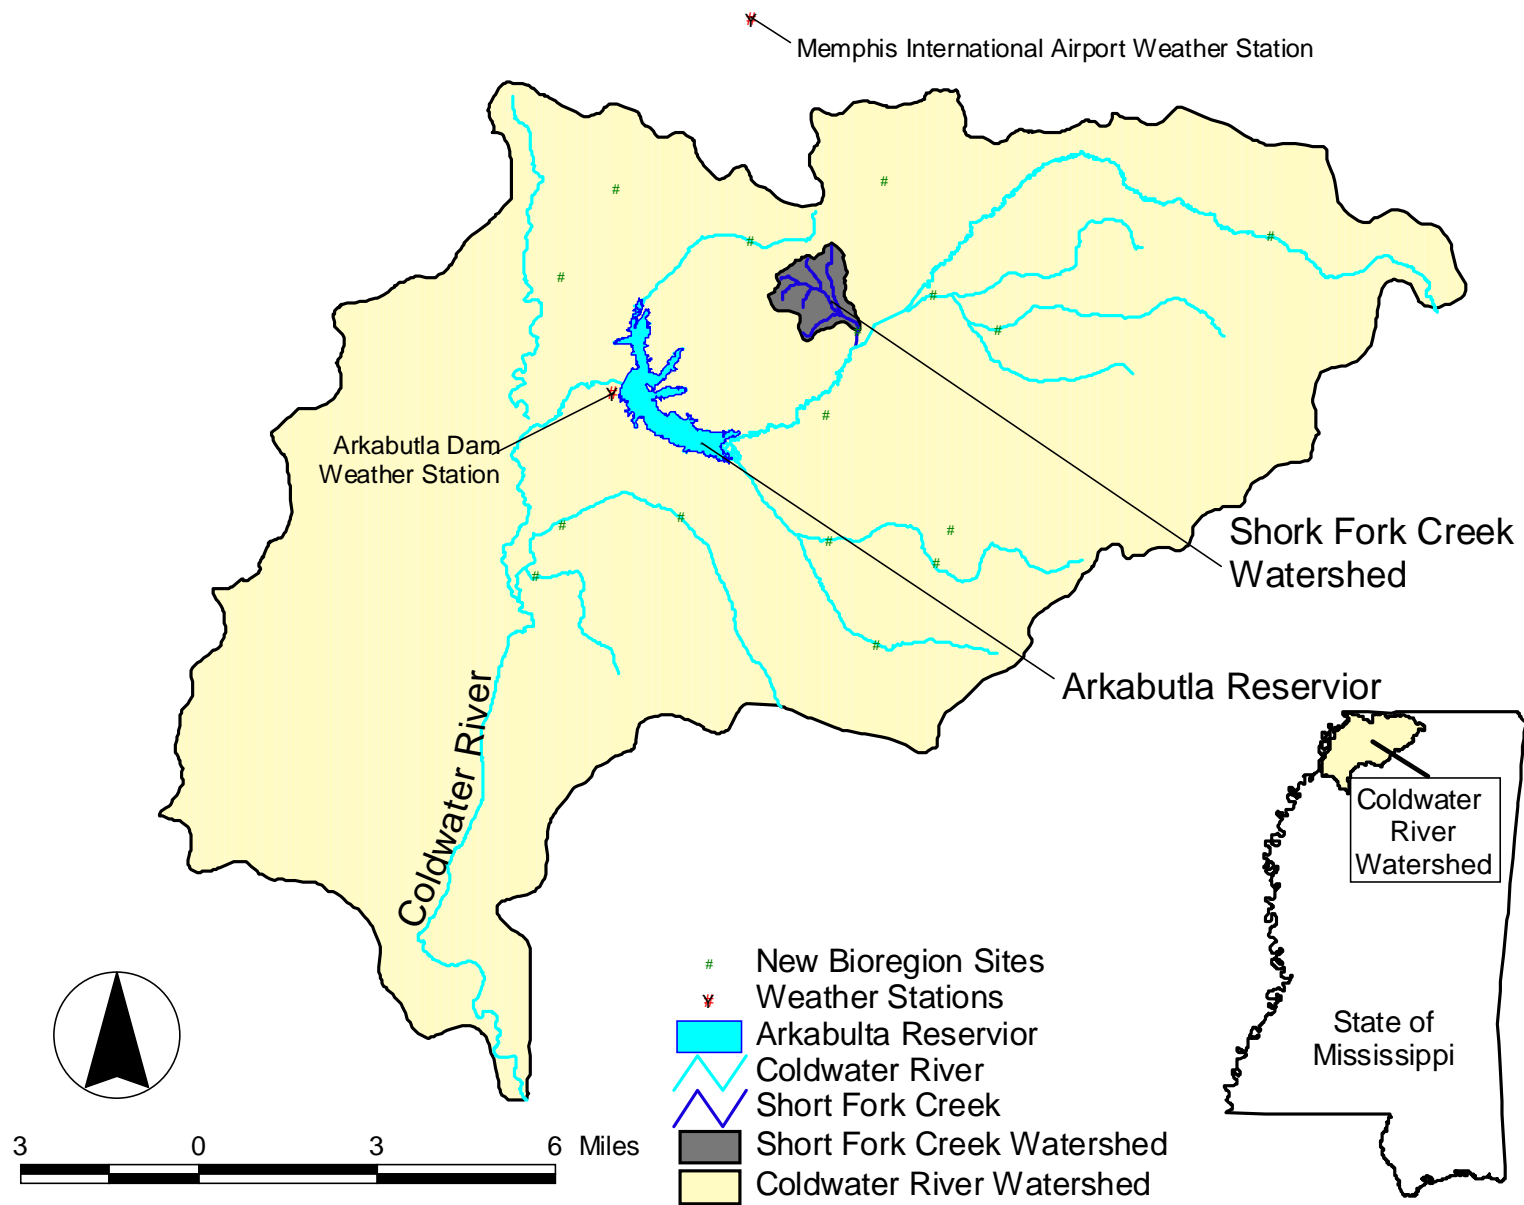 Memphis International Airport Weather Station
Arkabutla Dam
Weather Station
Shork Fork Creek
Watershed
Arkabutla Reservior
Coldwater River
Coldwater
River
Watershed
State of
Mississippi
New Bioregion Sites
Weather Stations
Arkabulta Reservior
Coldwater River
Short Fork Creek
Short Fork Creek Watershed
Coldwater River Watershed
3 0 3 6 Miles